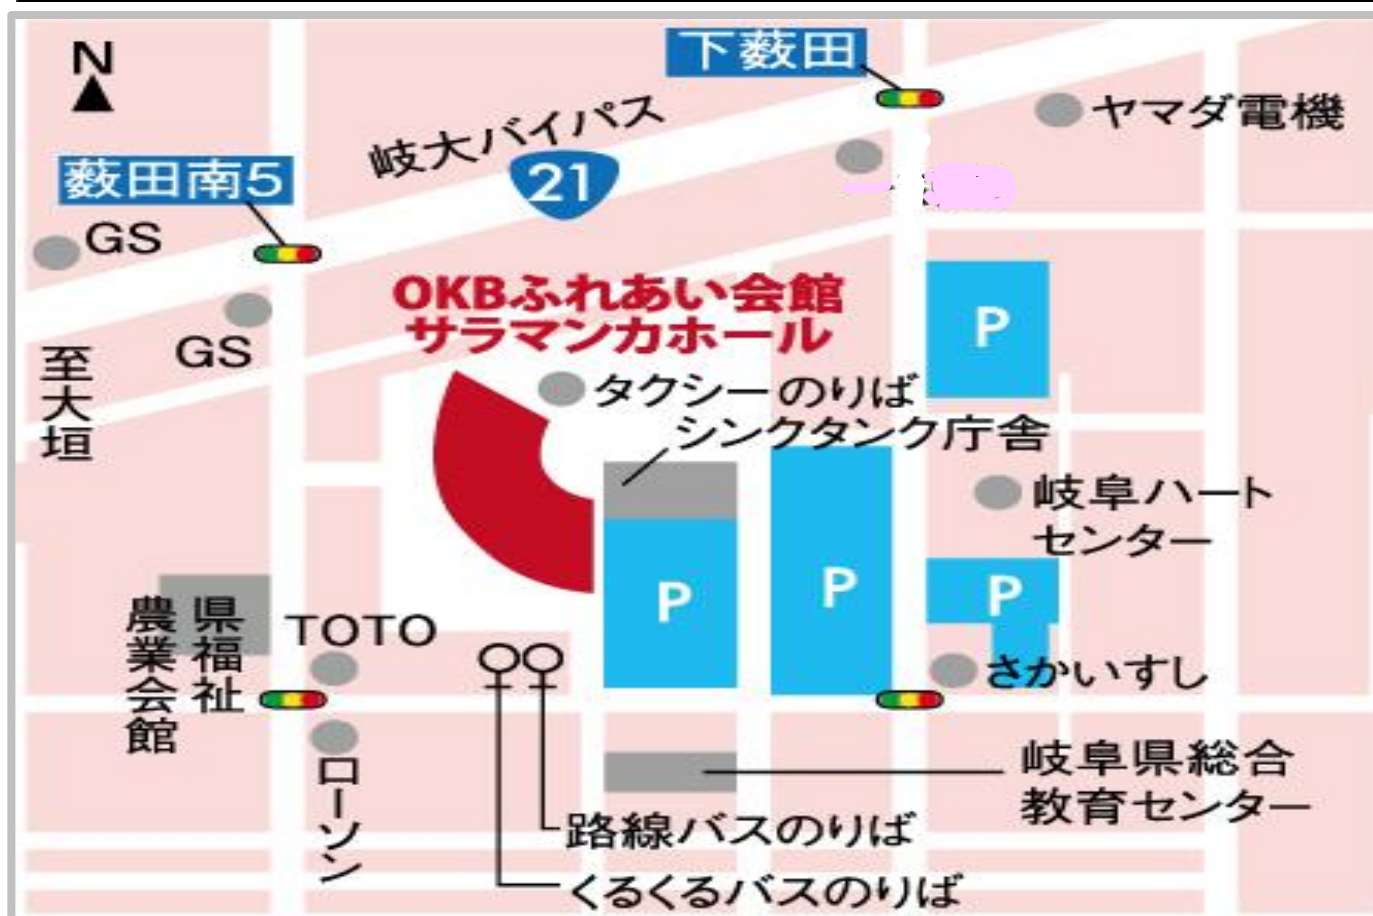 N
下薮田
ヤマダ電機
岐大バイパス
21
薮田南5
GS
GS
至大垣
OKBふれあい会館
サラマンカホール
P
タクシーのりば
シンクタンク庁舎
岐阜ハート
センター
P
P
P
県福祉
農業会館
TOTO
さかいすし
ローソン
岐阜県総合
教育センター
路線バスのりば
くるくるバスのりば